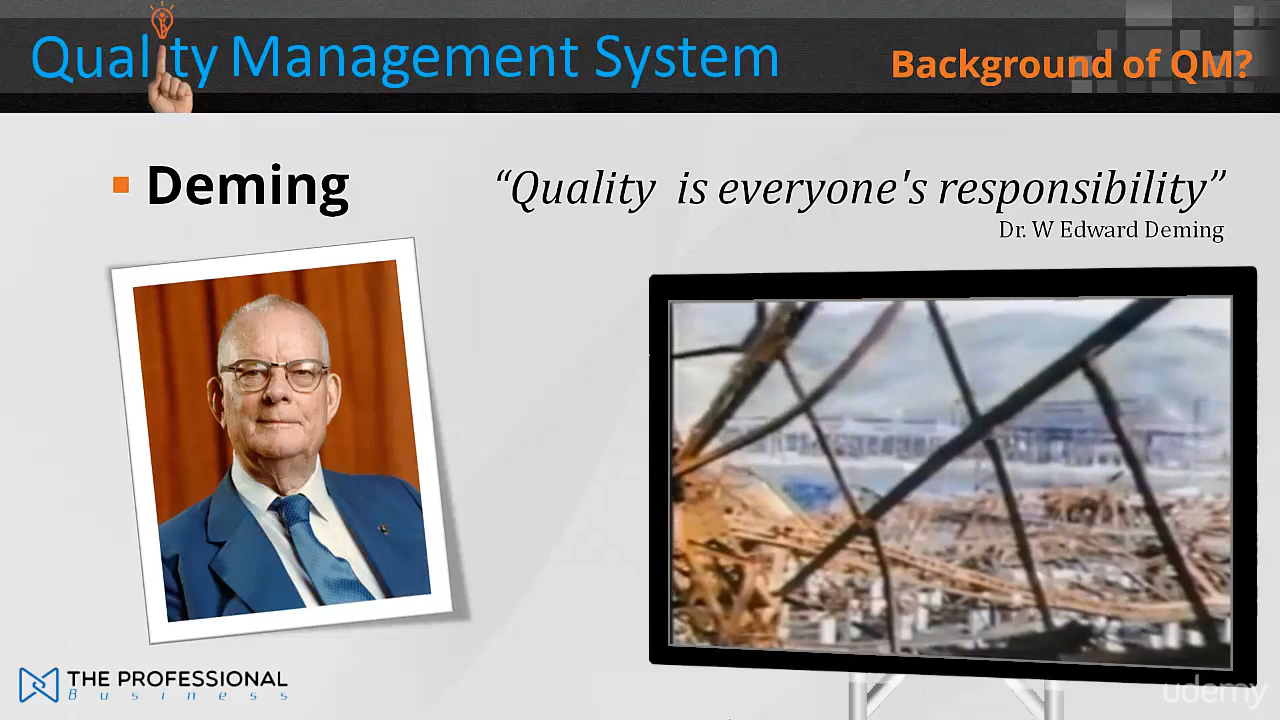 Quality Management System
Background of QM?
Deming
“Quality is everyone's responsibility”
Dr. W Edward Deming
THE PROFESSIONAL
Business
udemy